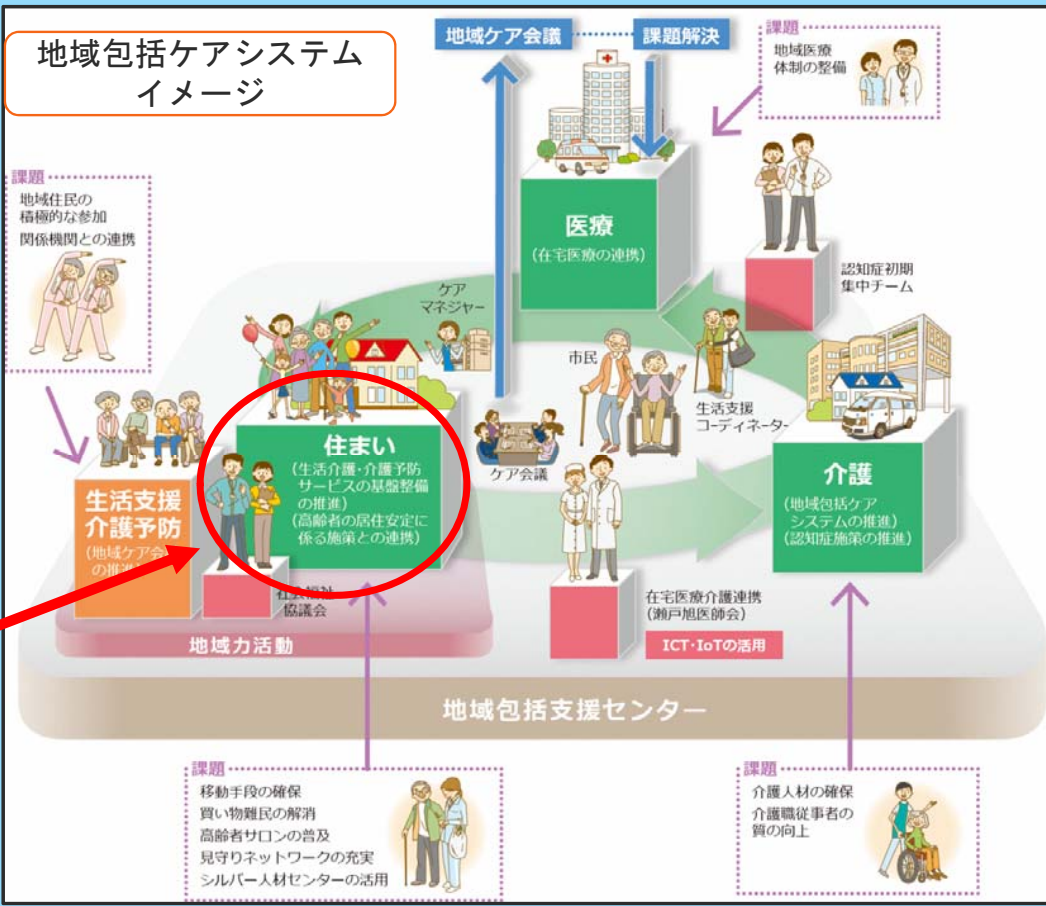 地域包括ケアシステム
イメージ
地域ケア会議
課題解決
課題
地域医療
体制の整備
課題
地域住民の
積極的な参加
関係機関との連携
医療
(在宅医療の連携)
認知症初期
集中チーム
ケア
マネジャー
市民
生活支援
コーディネーター
ケア会議
住まい
(生活介護・介護予防
サービスの基盤整備
の推進)
(高齢者の居住安定に
係る施策との連携)
介護
(地域包括ケア
システムの推進)
(認知症施策の推進)
生活支援
介護予防
(地域ケア会
の推進
社会福祉
協議会
在宅医療介護連携
(瀬戸旭医師会)
ICT・IoTの活用
地域力活動
地域包括支援センター
課題
移動手段の確保
買い物難民の解消
高齢者サロンの普及
見守りネットワークの充実
シルバー人材センターの活用
課題
介護人材の確保
介護職従事者の
質の向上